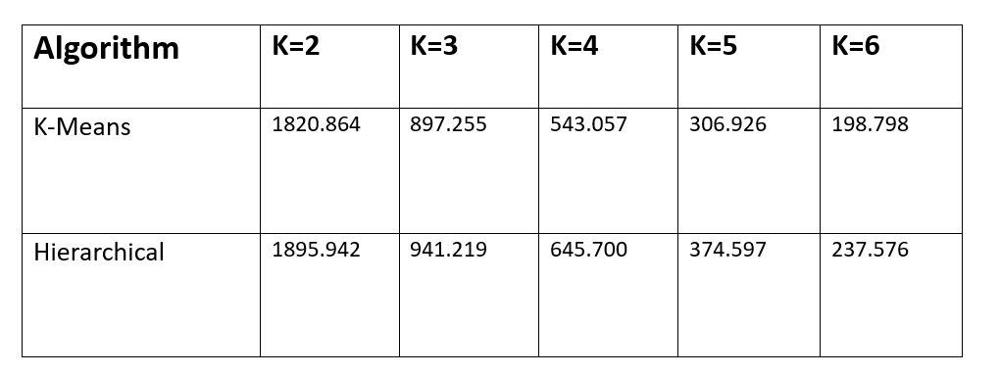 Algorithm K=2 K=3 K=4 K=5 K=6
K-Means 1820.864 897.255 543.057 306.926 198.798
Hierarchical 1895.942 941.219 645.700 374.597 237.576